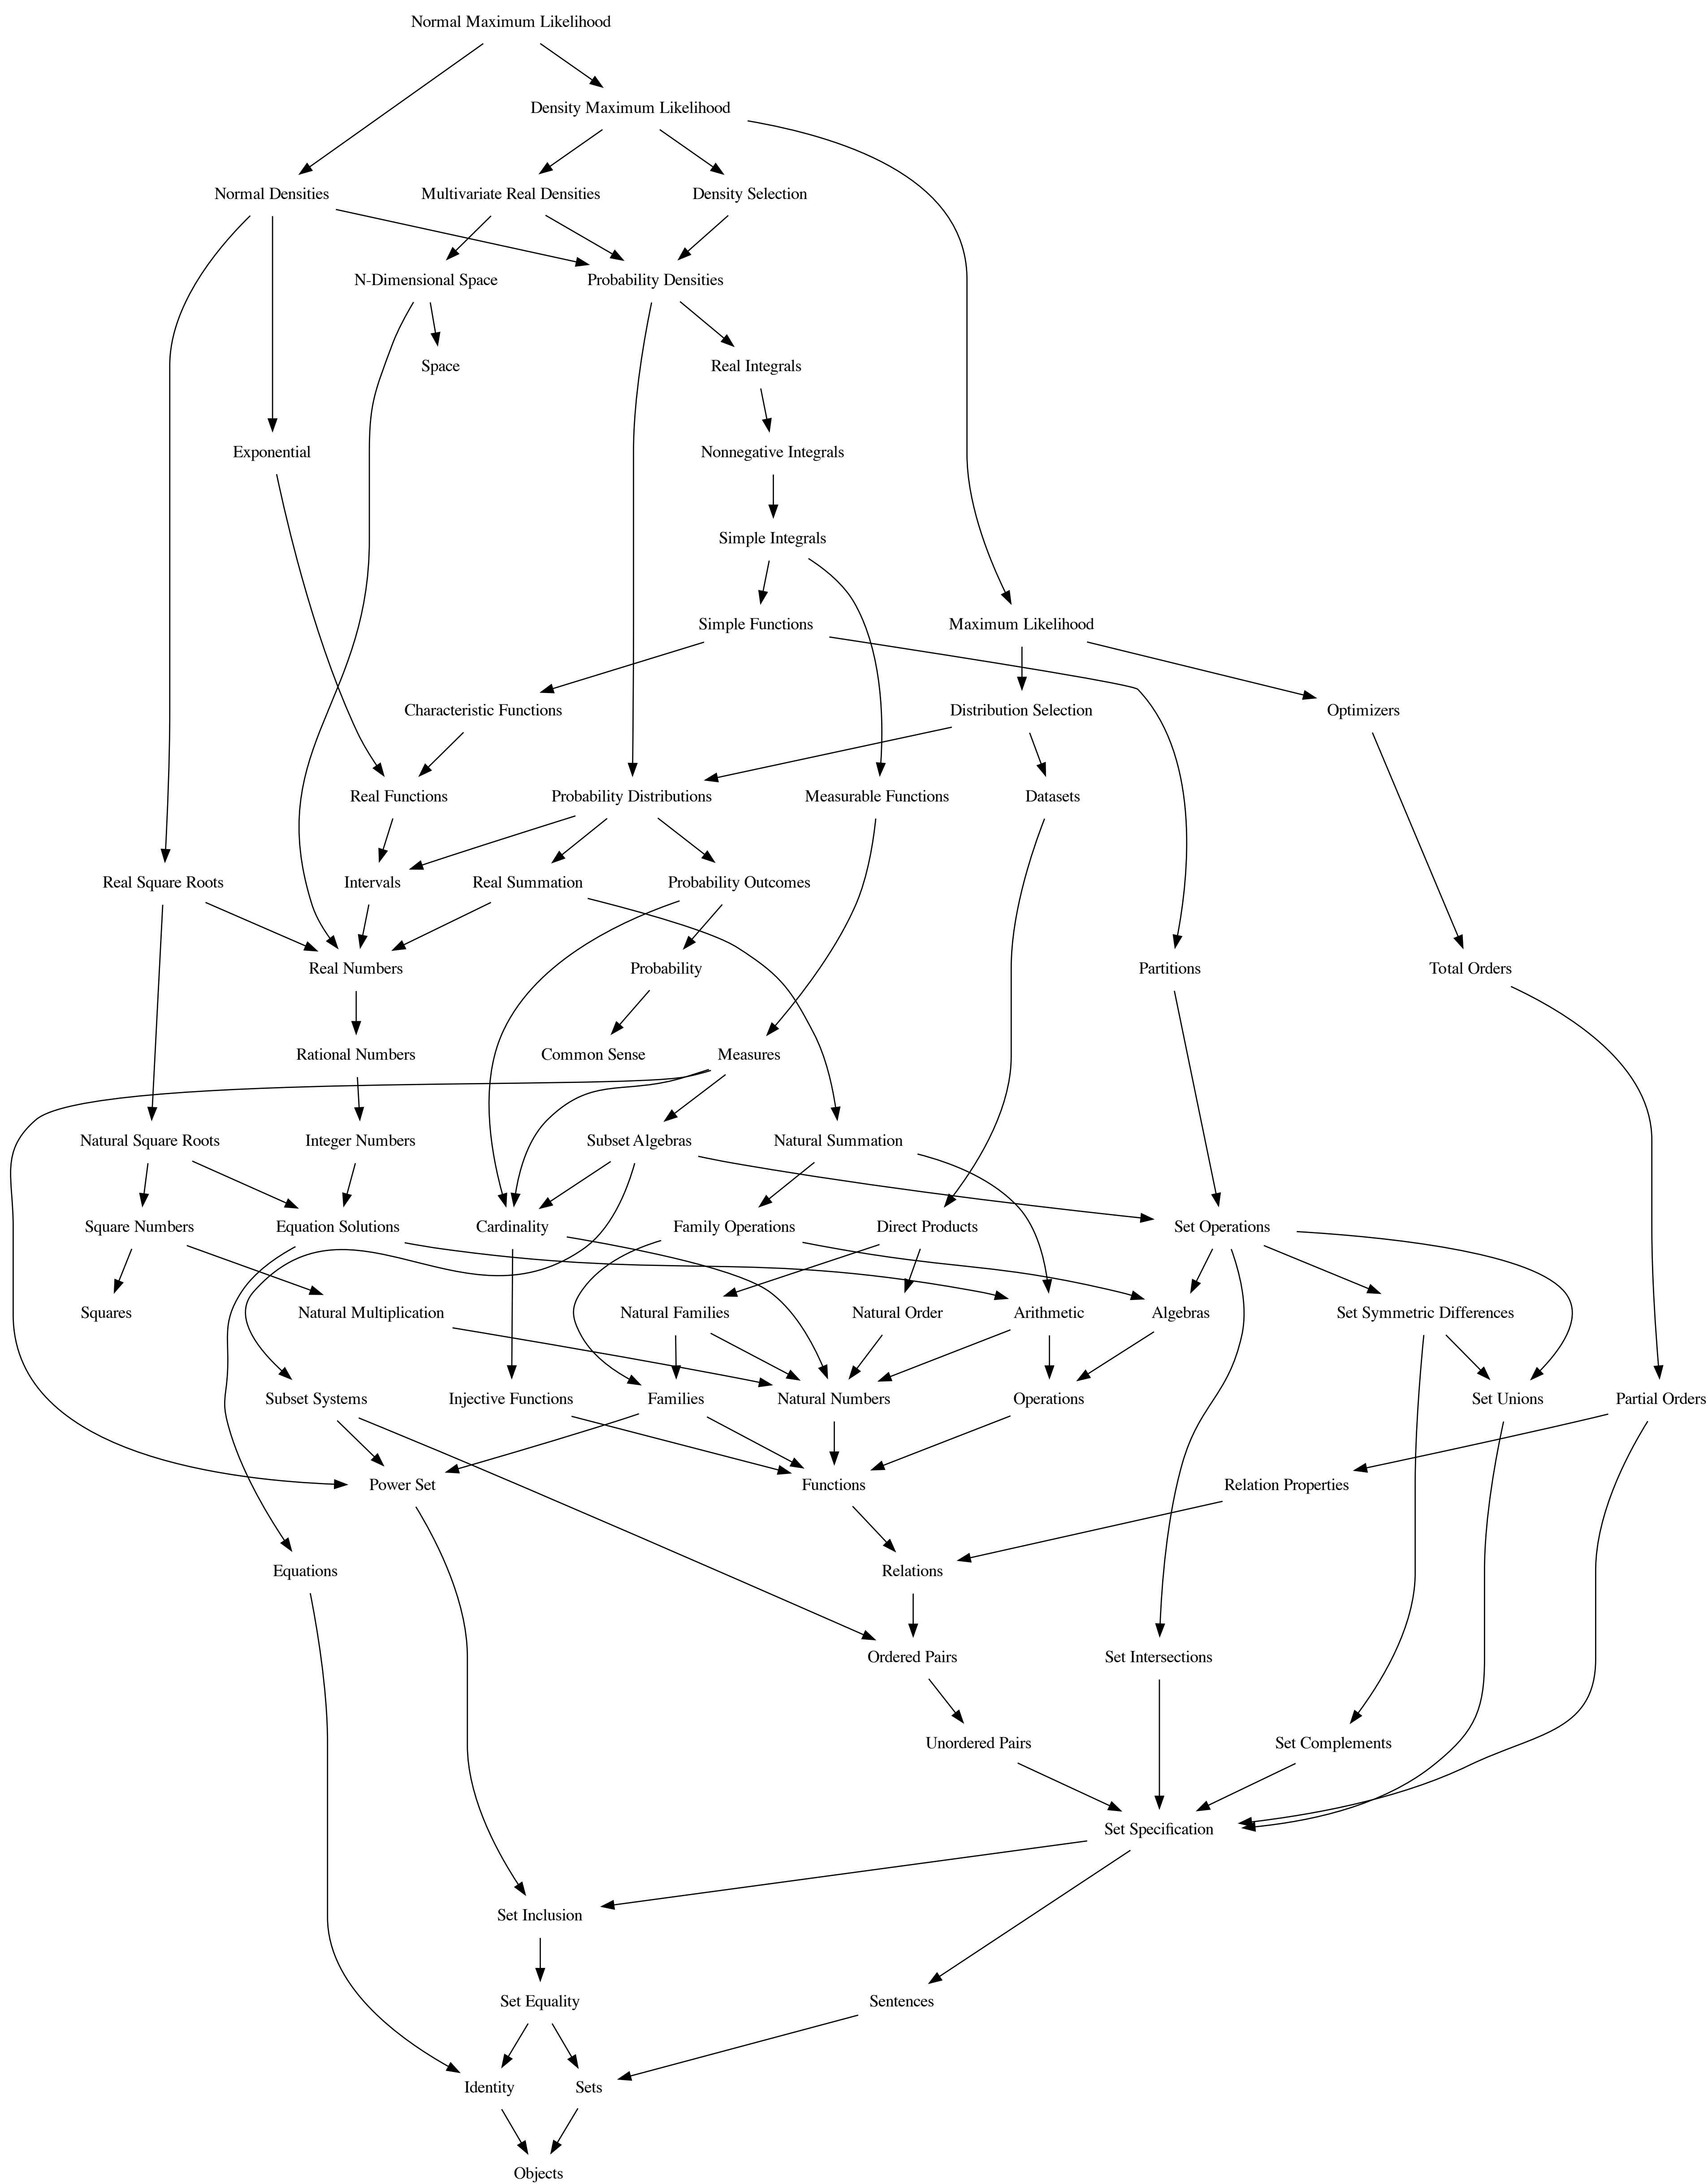 Normal Maximum Likelihood
Density Maximum Likelihood
Normal Densities
Multivariate Real Densities
Density Selection
N-Dimensional Space
Probability Densities
Space
Real Integrals
Exponential
Nonnegative Integrals
Simple Integrals
Simple Functions
Maximum Likelihood
Characteristic Functions
Distribution Selection
Optimizers
Real Functions
Probability Distributions
Measurable Functions
Datasets
Real Square Roots
Intervals
Real Summation
Probability Outcomes
Real Numbers
Probability
Partitions
Total Orders
Rational Numbers
Common Sense
Measures
Natural Square Roots
Integer Numbers
Subset Algebras
Natural Summation
Square Numbers
Equation Solutions
Cardinality
Family Operations
Direct Products
Set Operations
Squares
Natural Multiplication
Natural Families
Natural Order
Arithmetic
Algebras
Set Symmetric Differences
Subset Systems
Injective Functions
Families
Natural Numbers
Operations
Set Unions
Partial Orders
Power Set
Functions
Relation Properties
Equations
Relations
Ordered Pairs
Set Intersections
Unordered Pairs
Set Complements
Set Specification
Set Inclusion
Set Equality
Sentences
Identity
Sets
Objects